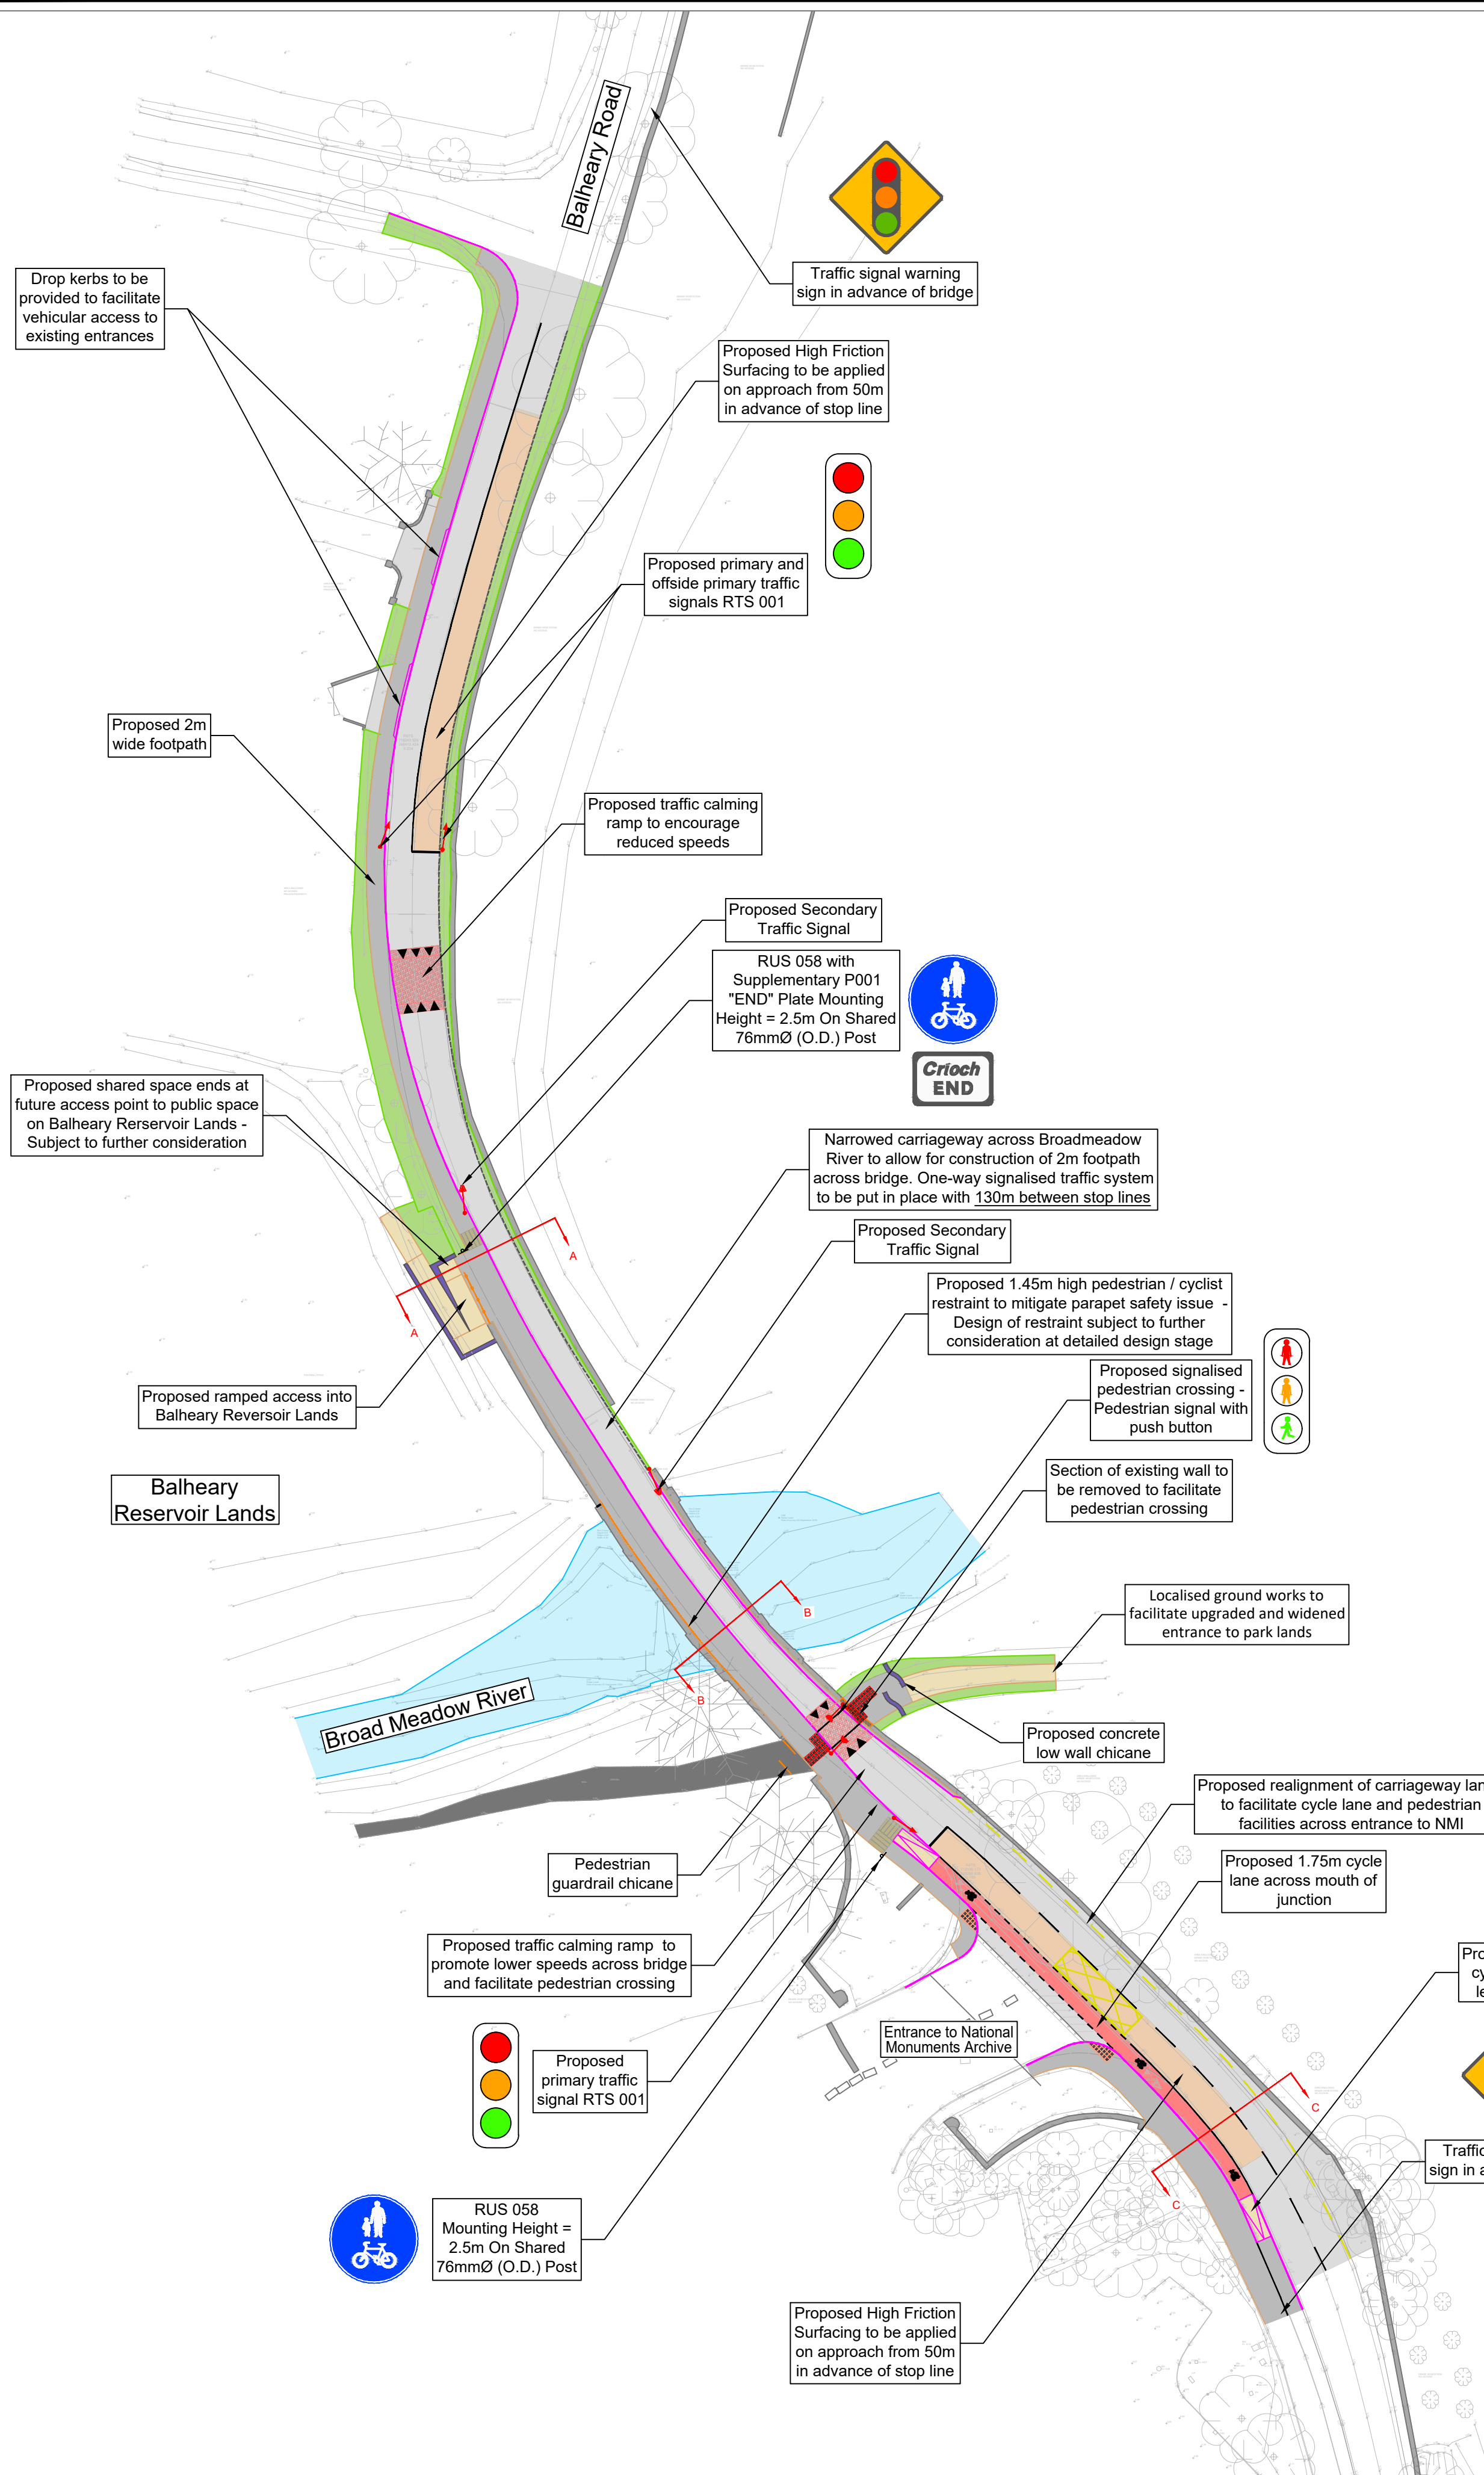 Balheary Road
Traffic signal warning
sign in advance of bridge
Drop kerbs to be
provided to facilitate
vehicular access to
existing entrances
Proposed High Friction
Surfacing to be applied
on approach from 50m
in advance of stop line
Proposed primary and
offside primary traffic
signals RTS 001
Proposed 2m
wide footpath
Proposed traffic calming
ramp to encourage
reduced speeds
Proposed Secondary
Traffic Signal
RUS 058 with
Supplementary P001
"END" Plate Mounting
Height = 2.5m On Shared
76mmØ (O.D.) Post
Críoch
END
Proposed shared space ends at
future access point to public space
on Balheary Rerservoir Lands -
Subject to further consideration
Narrowed carriageway across Broadmeadow
River to allow for construction of 2m footpath
across bridge. One-way signalised traffic system
to be put in place with 130m between stop lines
Proposed Secondary
Traffic Signal
A
A
Proposed 1.45m high pedestrian / cyclist
restraint to mitigate parapet safety issue -
Design of restraint subject to further
consideration at detailed design stage
Proposed ramped access into
Balheary Reversoir Lands
Proposed signalised
pedestrian crossing -
Pedestrian signal with
push button
Balheary
Reservoir Lands
Section of existing wall to
be removed to facilitate
pedestrian crossing
B
B
Localised ground works to
facilitate upgraded and widened
entrance to park lands
Broad Meadow River
Proposed concrete
low wall chicane
Proposed realignment of carriageway lan
to facilitate cycle lane and pedestrian
facilities across entrance to NMI
Pedestrian
guardrail chicane
Proposed 1.75m cycle
lane across mouth of
junction
Proposed traffic calming ramp to
promote lower speeds across bridge
and facilitate pedestrian crossing
Pro
cy
le
Entrance to National
Monuments Archive
Proposed
primary traffic
signal RTS 001
C
C
Traffic
sign in a
RUS 058
Mounting Height =
2.5m On Shared
76mmØ (O.D.) Post
Proposed High Friction
Surfacing to be applied
on approach from 50m
in advance of stop line